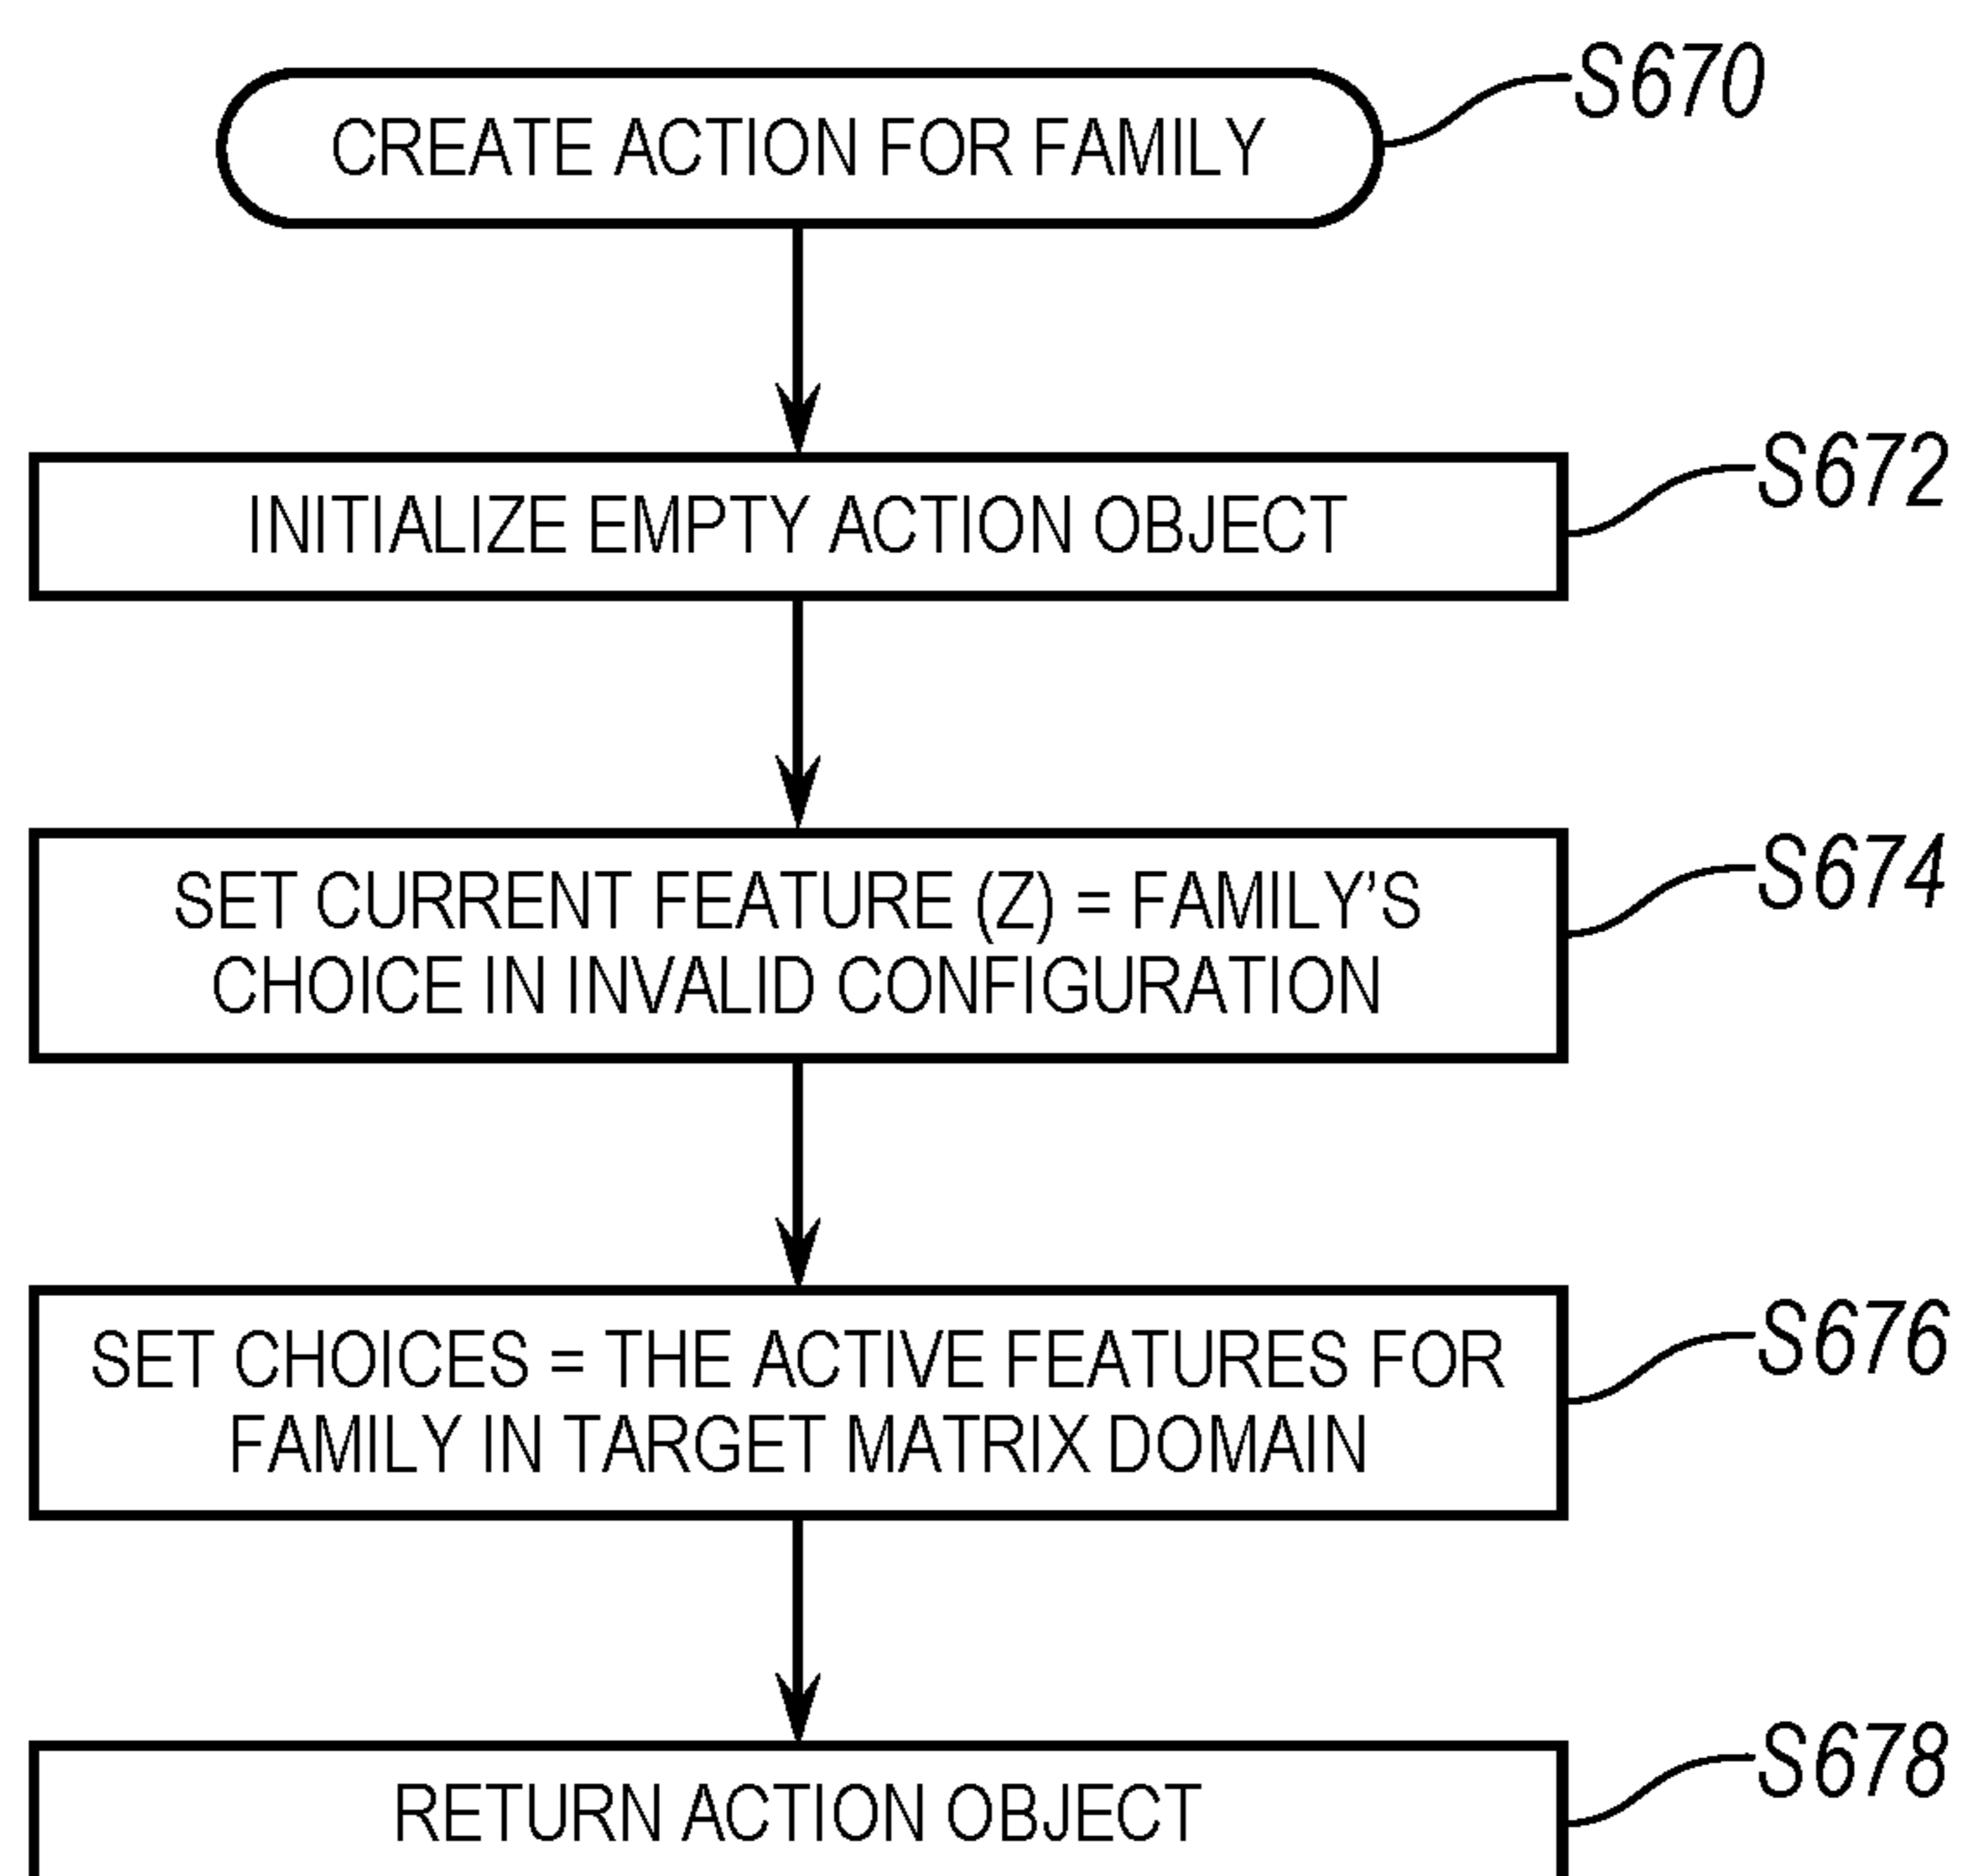 CREATE ACTION FOR FAMILY
S670
INITIALIZE EMPTY ACTION OBJECT
S672
SET CURRENT FEATURE (Z) = FAMILY'S
CHOICE IN INVALID CONFIGURATION
S674
SET CHOICES = THE ACTIVE FEATURES FOR
FAMILY IN TARGET MATRIX DOMAIN
S676
RETURN ACTION OBJECT
S678